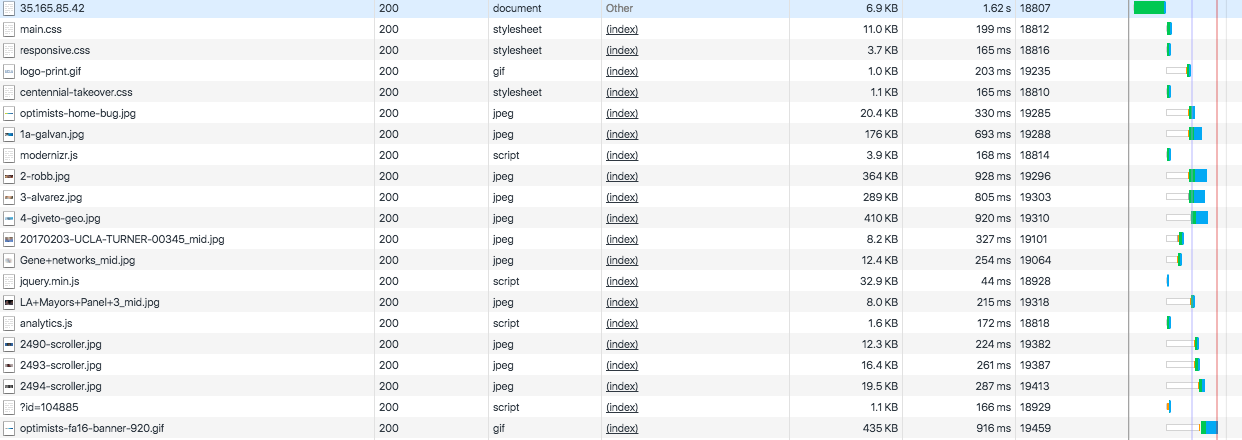 35.165.85.42 200 document Other 6.9 KB 1.62 s 18807
main.css 200 stylesheet (index) 11.0 KB 199 ms 18812
responsive.css 200 stylesheet (index) 3.7 KB 165 ms 18816
logo-print.gif 200 gif (index) 1.0 KB 203 ms 19235
centennial-takeover.css 200 stylesheet (index) 1.1 KB 165 ms 18810
optimists-home-bug.jpg 200 jpeg (index) 20.4 KB 330 ms 19285
1a-galvan.jpg 200 jpeg (index) 176 KB 693 ms 19288
modernizr.js 200 script (index) 3.9 KB 168 ms 18814
2-robb.jpg 200 jpeg (index) 364 KB 928 ms 19296
3-alvarez.jpg 200 jpeg (index) 289 KB 805 ms 19303
4-giveto-geo.jpg 200 jpeg (index) 410 KB 920 ms 19310
20170203-UCLA-TURNER-00345_mid.jpg 200 jpeg (index) 8.2 KB 327 ms 19101
Gene+networks_mid.jpg 200 jpeg (index) 12.4 KB 254 ms 19064
jquery.min.js 200 script (index) 32.9 KB 44 ms 18928
LA+Mayors+Panel+3_mid.jpg 200 jpeg (index) 8.0 KB 215 ms 19318
analytics.js 200 script (index) 1.6 KB 172 ms 18818
2490-scroller.jpg 200 jpeg (index) 12.3 KB 224 ms 19382
2493-scroller.jpg 200 jpeg (index) 16.4 KB 261 ms 19387
2494-scroller.jpg 200 jpeg (index) 19.5 KB 287 ms 19413
?id=104885 200 script (index) 1.1 KB 166 ms 18929
optimists-fa16-banner-920.gif 200 gif (index) 435 KB 916 ms 19459